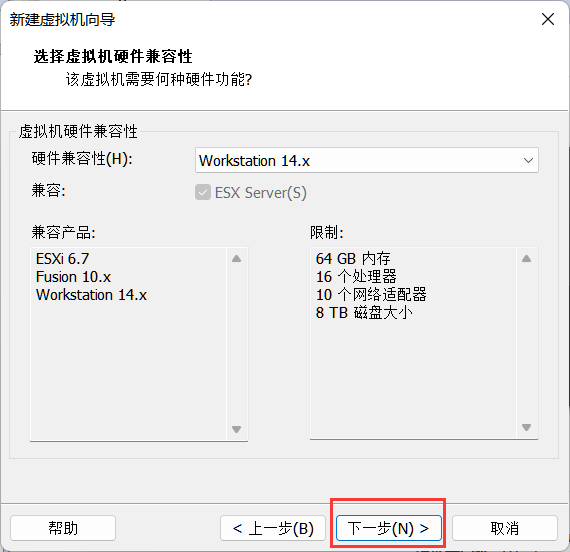 新建虚拟机向导
选择虚拟机硬件兼容性
该虚拟机需要何种硬件功能?
虚拟机硬件兼容性
硬件兼容性(H): Workstation 14.x
兼容: ESX Server(S)
兼容产品:
ESXi 6.7
Fusion 10.x
Workstation 14.x
限制:
64 GB 内存
16 个处理器
10 个网络适配器
8 TB 磁盘大小
帮助 < 上一步(B) 下一步(N) > 取消